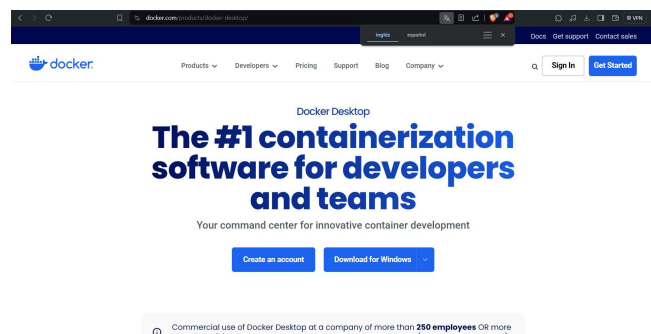 docker.com/products/docker-desktop/
VPN
inglés español
Docs Get support Contact sales
docker.
Products Developers Pricing Support Blog Company
Sign In Get Started
Docker Desktop
The #1 containerization
software for developers
and teams
Your command center for innovative container development
Create an account Download for Windows
Commercial use of Docker Desktop at a company of more than 250 employees OR more